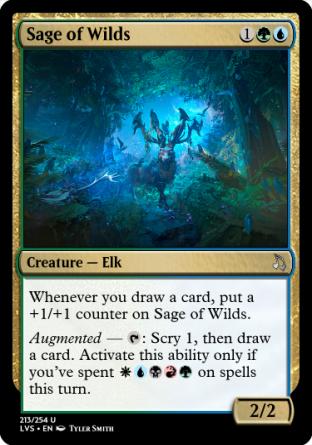 Sage of Wilds 1
Creature — Elk
Whenever you draw a card, put a
+1/+1 counter on Sage of Wilds.
Augmented — : Scry 1, then draw
a card. Activate this ability only if
you've spent on spells
this turn.
2/2
213/254 U
LVS • EN Tyler Smith